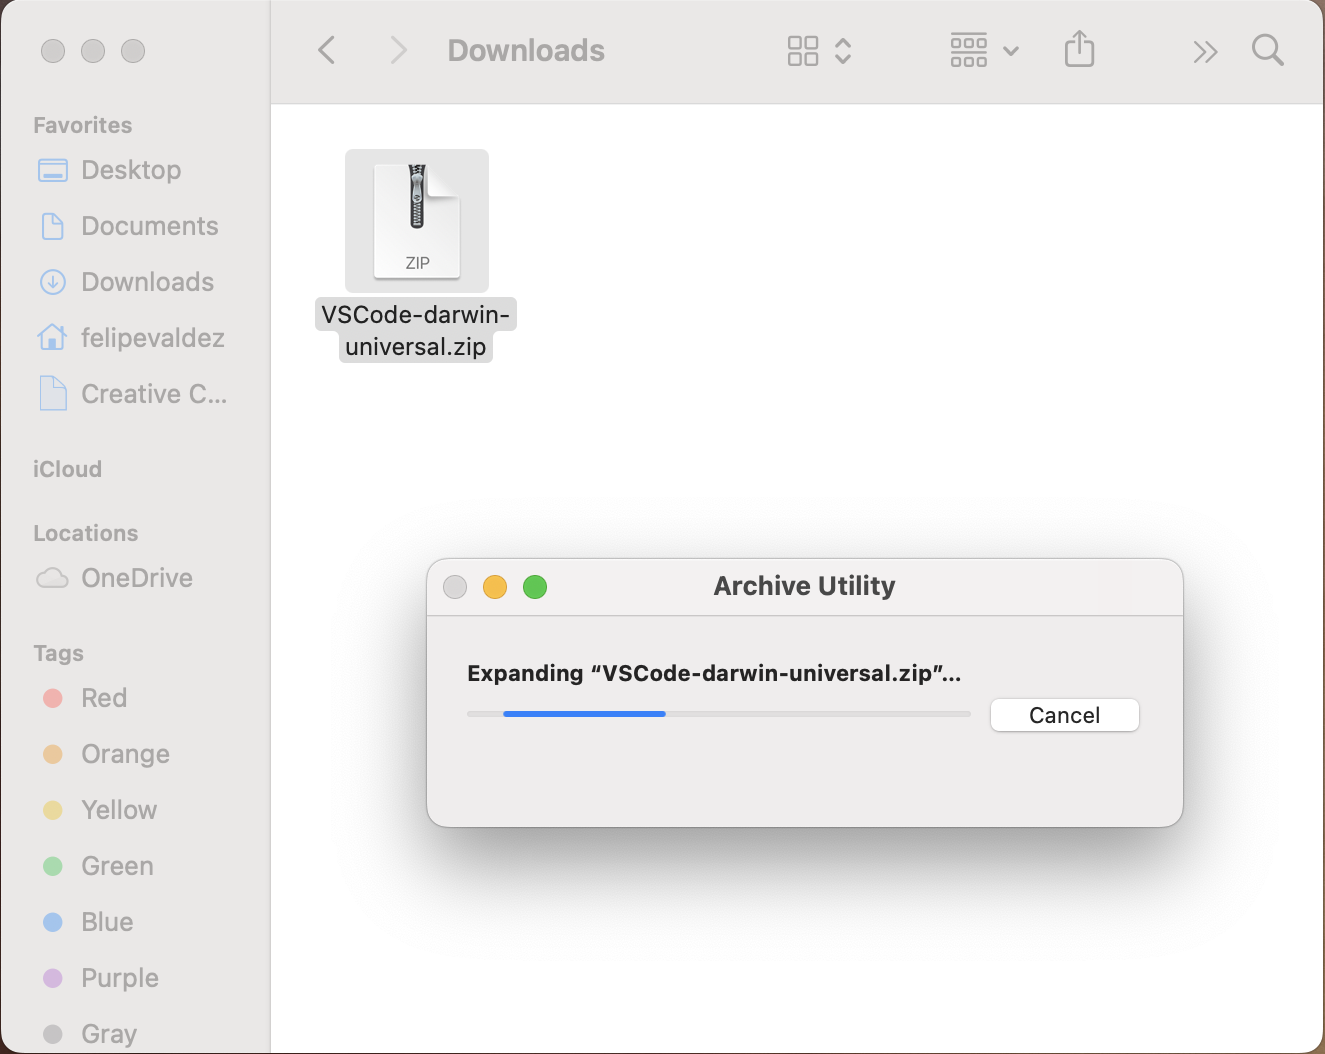 Downloads
Favorites
Desktop
Documents
Downloads
felipevaldez
Creative C...
iCloud
Locations
OneDrive
Tags
Red
Orange
Yellow
Green
Blue
Purple
Gray
ZIP
VSCode-darwin-
universal.zip
Archive Utility
Expanding “VSCode-darwin-universal.zip”...
Cancel